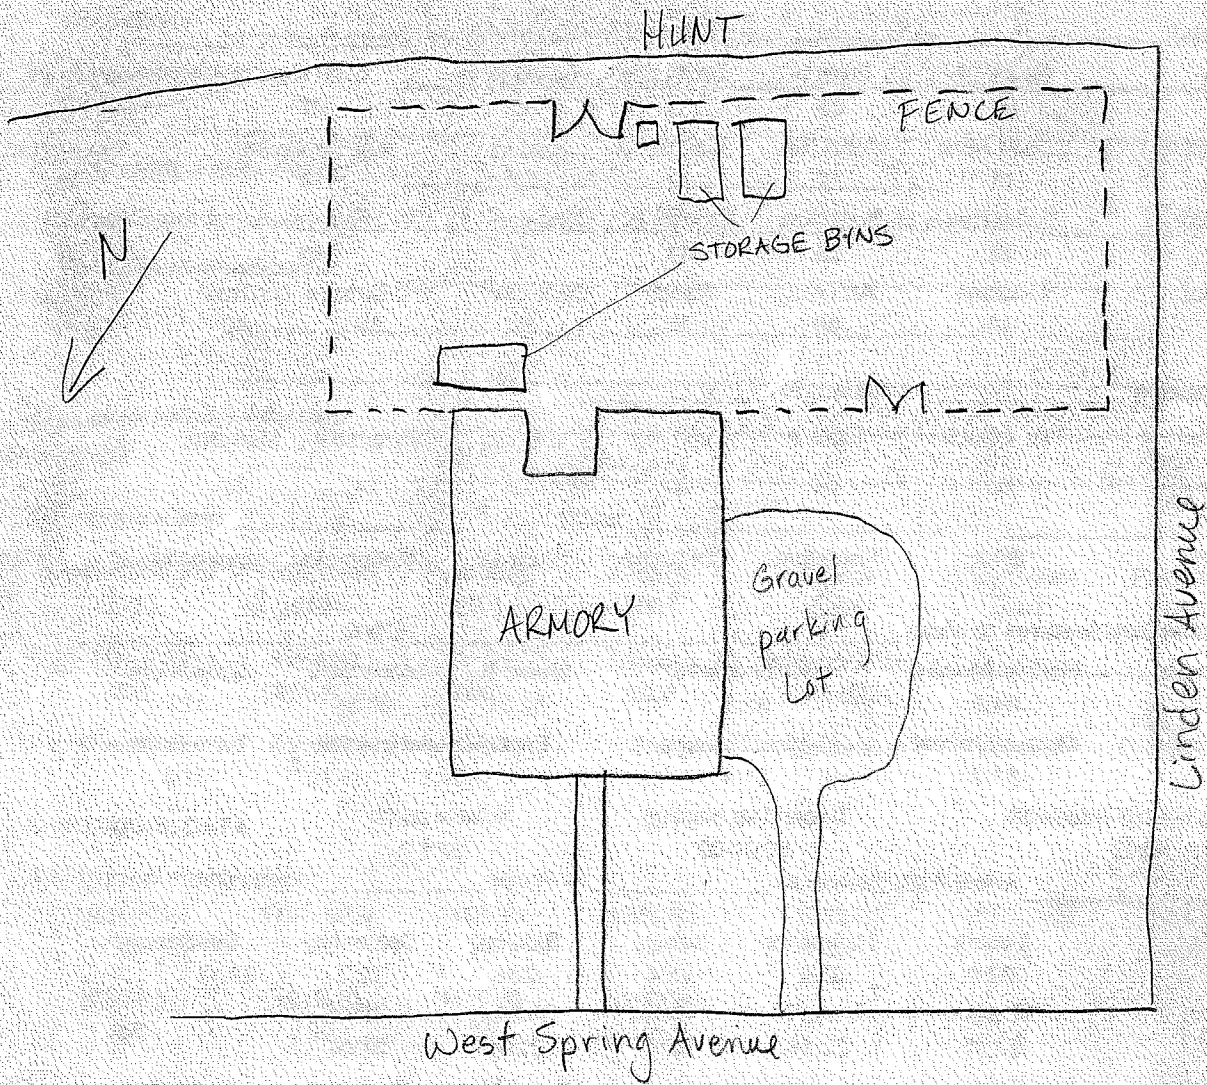 HUNT
FENCE
N
STORAGE BINS
ARMORY
Gravel
parking
Lot
Linden Avenue
West Spring Avenue